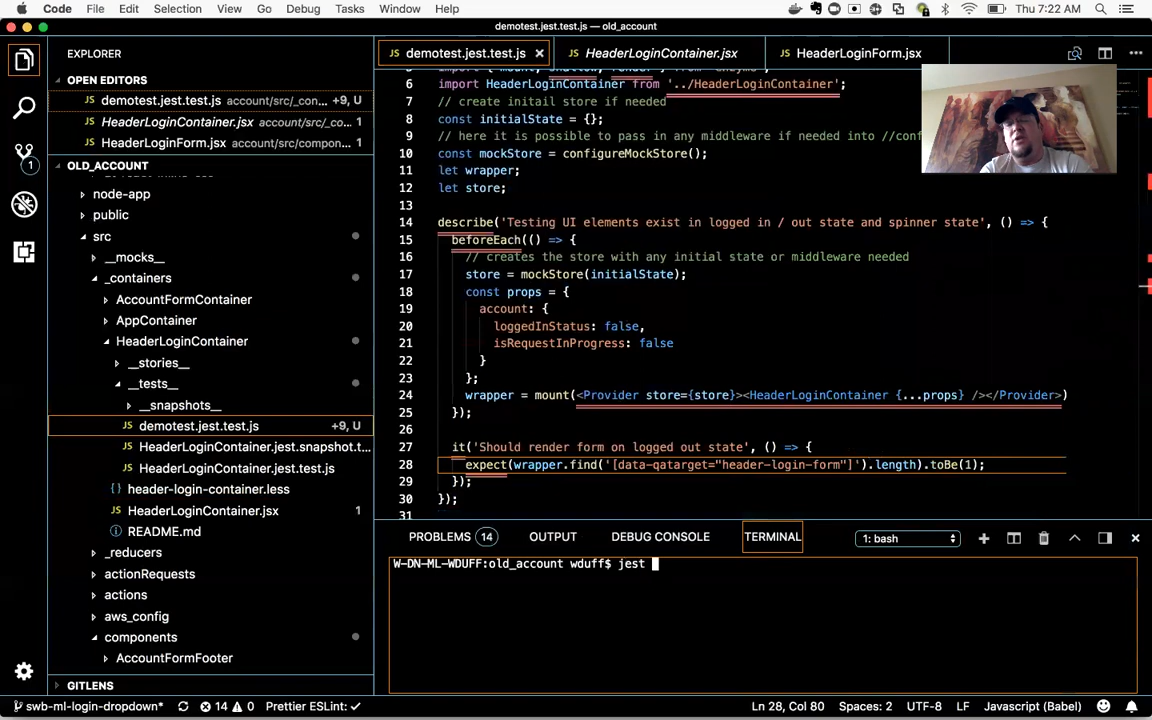 Code File Edit Selection View Go Debug Tasks Window Help Thu 7:22 AM
demotest.jest.test.js — old_account
EXPLORER
OPEN EDITORS
JS demotest.jest.test.js account/src/_con... +9, U
JS HeaderLoginContainer.jsx account/src/_co... 1
JS HeaderLoginForm.jsx account/src/compon... 1
OLD_ACCOUNT
node-app
public
src
__mocks__
_containers
AccountFormContainer
AppContainer
HeaderLoginContainer
__stories__
__tests__
__snapshots__
JS demotest.jest.test.js +9, U
JS HeaderLoginContainer.jest.snapshot.t...
JS HeaderLoginContainer.jest.test.js
{} header-login-container.less
JS HeaderLoginContainer.jsx 1
README.md
_reducers
actionRequests
actions
aws_config
components
AccountFormFooter
GITLENS
JS demotest.jest.test.js JS HeaderLoginContainer.jsx JS HeaderLoginForm.jsx
6 import HeaderLoginContainer from '../HeaderLoginContainer';
7 // create initail store if needed
8 const initialState = {};
9 // here it is possible to pass in any middleware if needed into //conf
10 const mockStore = configureMockStore();
11 let wrapper;
12 let store;
13
14 describe('Testing UI elements exist in logged in / out state and spinner state', () => {
15 beforeEach(() => {
16 // creates the store with any initial state or middleware needed
17 store = mockStore(initialState);
18 const props = {
19 account: {
20 loggedInStatus: false,
21 isRequestInProgress: false
22 }
23 };
24 wrapper = mount(<Provider store={store}><HeaderLoginContainer {...props} /></Provider>)
25 });
26
27 it('Should render form on logged out state', () => {
28 expect(wrapper.find('[data-qatarget="header-login-form"]').length).toBe(1);
29 });
30 });
31
PROBLEMS 14 OUTPUT DEBUG CONSOLE TERMINAL 1: bash
W-DN-ML-WDUFF:old_account wduff$ jest
swb-ml-login-dropdown* 14 0 Prettier ESLint: ✓ Ln 28, Col 80 Spaces: 2 UTF-8 LF Javascript (Babel)